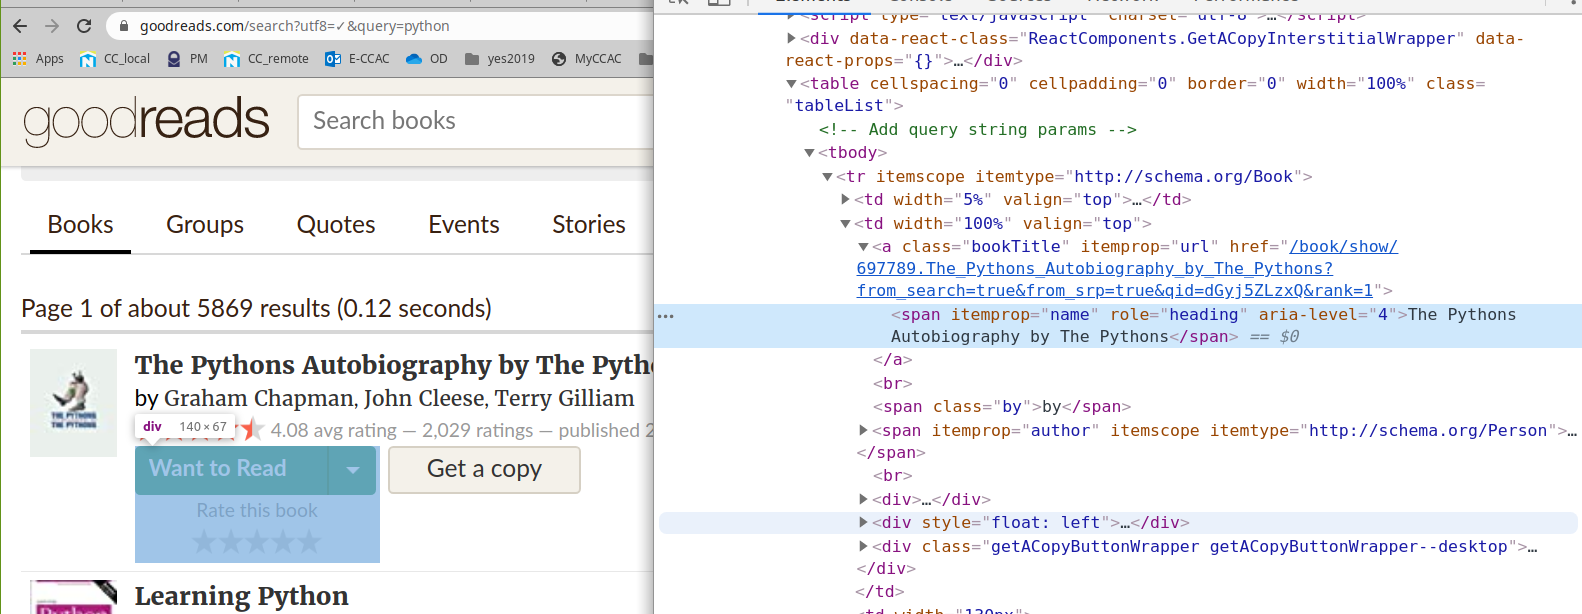 goodreads.com/search?utf8=✓&query=python
Apps CC_local PM CC_remote E-CCAC OD yes2019 MyCCAC
goodreads
Search books
Books Groups Quotes Events Stories
Page 1 of about 5869 results (0.12 seconds)
The Pythons Autobiography by The Pytho
by Graham Chapman, John Cleese, Terry Gilliam
div 140 × 67
4.08 avg rating — 2,029 ratings — published 2
Want to Read
Get a copy
Rate this book
THE PYTHONS
Learning Python
Python
<script type="text/javascript" charset="utf-8">…</script>
<div data-react-class="ReactComponents.GetACopyInterstitialWrapper" data-
react-props="{}">…</div>
<table cellspacing="0" cellpadding="0" border="0" width="100%" class=
"tableList">
<!-- Add query string params -->
<tbody>
<tr itemscope itemtype="http://schema.org/Book">
<td width="5%" valign="top">…</td>
<td width="100%" valign="top">
<a class="bookTitle" itemprop="url" href="/book/show/
697789.The_Pythons_Autobiography_by_The_Pythons?
from_search=true&from_srp=true&qid=dGyj5ZLzxQ&rank=1">
… <span itemprop="name" role="heading" aria-level="4">The Pythons
Autobiography by The Pythons</span> == $0
</a>
<br>
<span class="by">by</span>
<span itemprop="author" itemscope itemtype="http://schema.org/Person">…
</span>
<br>
<div>…</div>
<div style="float: left">…</div>
<div class="getACopyButtonWrapper getACopyButtonWrapper--desktop">…
</div>
</td>
<td width="130px">